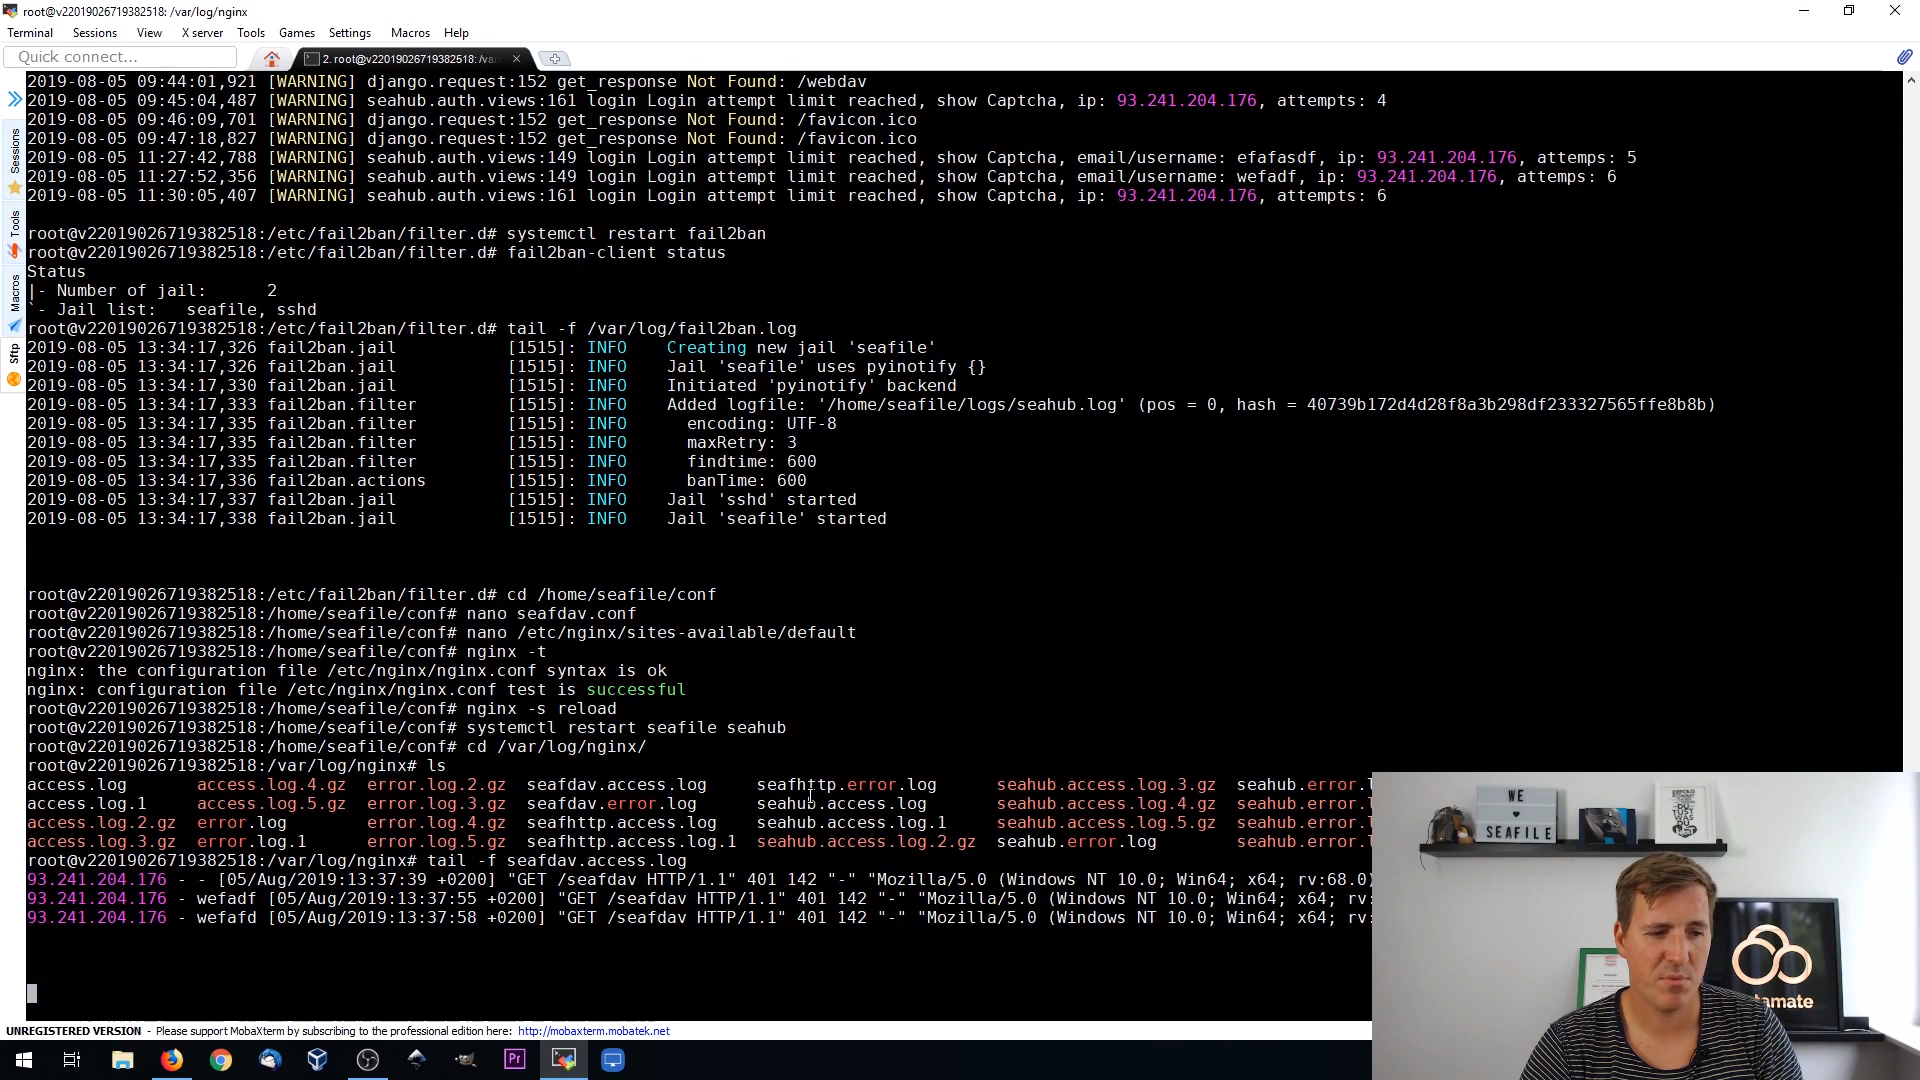 root@v22019026719382518: /var/log/nginx
Terminal Sessions View X server Tools Games Settings Macros Help
Quick connect...
2. root@v22019026719382518: /var
2019-08-05 09:44:01,921 [WARNING] django.request:152 get_response Not Found: /webdav
2019-08-05 09:45:04,487 [WARNING] seahub.auth.views:161 login Login attempt limit reached, show Captcha, ip: 93.241.204.176, attempts: 4
2019-08-05 09:46:09,701 [WARNING] django.request:152 get_response Not Found: /favicon.ico
2019-08-05 09:47:18,827 [WARNING] django.request:152 get_response Not Found: /favicon.ico
2019-08-05 11:27:42,788 [WARNING] seahub.auth.views:149 login Login attempt limit reached, show Captcha, email/username: efafasdf, ip: 93.241.204.176, attemps: 5
2019-08-05 11:27:52,356 [WARNING] seahub.auth.views:149 login Login attempt limit reached, show Captcha, email/username: wefadf, ip: 93.241.204.176, attemps: 6
2019-08-05 11:30:05,407 [WARNING] seahub.auth.views:161 login Login attempt limit reached, show Captcha, ip: 93.241.204.176, attempts: 6
root@v22019026719382518:/etc/fail2ban/filter.d# systemctl restart fail2ban
root@v22019026719382518:/etc/fail2ban/filter.d# fail2ban-client status
Status
|- Number of jail:      2
`- Jail list:   seafile, sshd
root@v22019026719382518:/etc/fail2ban/filter.d# tail -f /var/log/fail2ban.log
2019-08-05 13:34:17,326 fail2ban.jail           [1515]: INFO    Creating new jail 'seafile'
2019-08-05 13:34:17,326 fail2ban.jail           [1515]: INFO    Jail 'seafile' uses pyinotify {}
2019-08-05 13:34:17,330 fail2ban.jail           [1515]: INFO    Initiated 'pyinotify' backend
2019-08-05 13:34:17,333 fail2ban.filter         [1515]: INFO    Added logfile: '/home/seafile/logs/seahub.log' (pos = 0, hash = 40739b172d4d28f8a3b298df233327565ffe8b8b)
2019-08-05 13:34:17,335 fail2ban.filter         [1515]: INFO      encoding: UTF-8
2019-08-05 13:34:17,335 fail2ban.filter         [1515]: INFO      maxRetry: 3
2019-08-05 13:34:17,335 fail2ban.filter         [1515]: INFO      findtime: 600
2019-08-05 13:34:17,336 fail2ban.actions        [1515]: INFO      banTime: 600
2019-08-05 13:34:17,337 fail2ban.jail           [1515]: INFO    Jail 'sshd' started
2019-08-05 13:34:17,338 fail2ban.jail           [1515]: INFO    Jail 'seafile' started
root@v22019026719382518:/etc/fail2ban/filter.d# cd /home/seafile/conf
root@v22019026719382518:/home/seafile/conf# nano seafdav.conf
root@v22019026719382518:/home/seafile/conf# nano /etc/nginx/sites-available/default
root@v22019026719382518:/home/seafile/conf# nginx -t
nginx: the configuration file /etc/nginx/nginx.conf syntax is ok
nginx: configuration file /etc/nginx/nginx.conf test is successful
root@v22019026719382518:/home/seafile/conf# nginx -s reload
root@v22019026719382518:/home/seafile/conf# systemctl restart seafile seahub
root@v22019026719382518:/home/seafile/conf# cd /var/log/nginx/
root@v22019026719382518:/var/log/nginx# ls
access.log       access.log.4.gz  error.log.2.gz  seafdav.access.log    seafhttp.error.log      seahub.access.log.3.gz  seahub.error.l
access.log.1     access.log.5.gz  error.log.3.gz  seafdav.error.log     seahub.access.log       seahub.access.log.4.gz  seahub.error.l
access.log.2.gz  error.log        error.log.4.gz  seafhttp.access.log   seahub.access.log.1     seahub.access.log.5.gz  seahub.error.l
access.log.3.gz  error.log.1      error.log.5.gz  seafhttp.access.log.1 seahub.access.log.2.gz  seahub.error.log        seahub.error.l
root@v22019026719382518:/var/log/nginx# tail -f seafdav.access.log
93.241.204.176 - - [05/Aug/2019:13:37:39 +0200] "GET /seafdav HTTP/1.1" 401 142 "-" "Mozilla/5.0 (Windows NT 10.0; Win64; x64; rv:68.0)
93.241.204.176 - wefadf [05/Aug/2019:13:37:55 +0200] "GET /seafdav HTTP/1.1" 401 142 "-" "Mozilla/5.0 (Windows NT 10.0; Win64; x64; rv:
93.241.204.176 - wefafd [05/Aug/2019:13:37:58 +0200] "GET /seafdav HTTP/1.1" 401 142 "-" "Mozilla/5.0 (Windows NT 10.0; Win64; x64; rv:
Sessions
Tools
Macros
Sftp
UNREGISTERED VERSION - Please support MobaXterm by subscribing to the professional edition here: http://mobaxterm.mobatek.net
Pr
WE
♥
SEAFILE
tamate